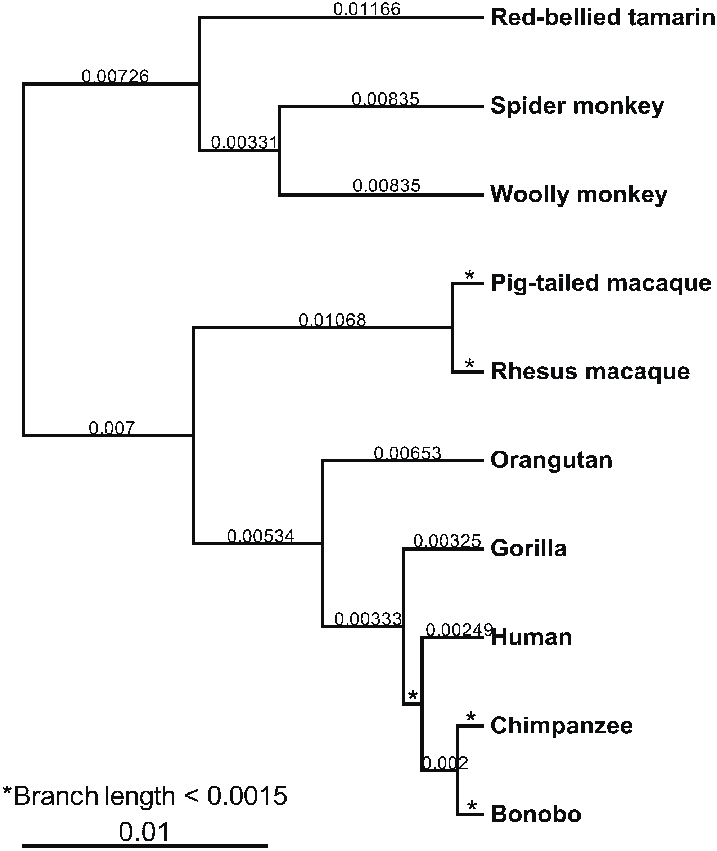 0.01166
Red-bellied tamarin
0.00726
0.00835
Spider monkey
0.00331
0.00835
Woolly monkey
*
Pig-tailed macaque
0.01068
*
Rhesus macaque
0.007
0.00653
Orangutan
0.00534
0.00325
Gorilla
0.00333
0.00249
Human
*
*
Chimpanzee
0.002
*
Bonobo
*Branch length < 0.0015
0.01